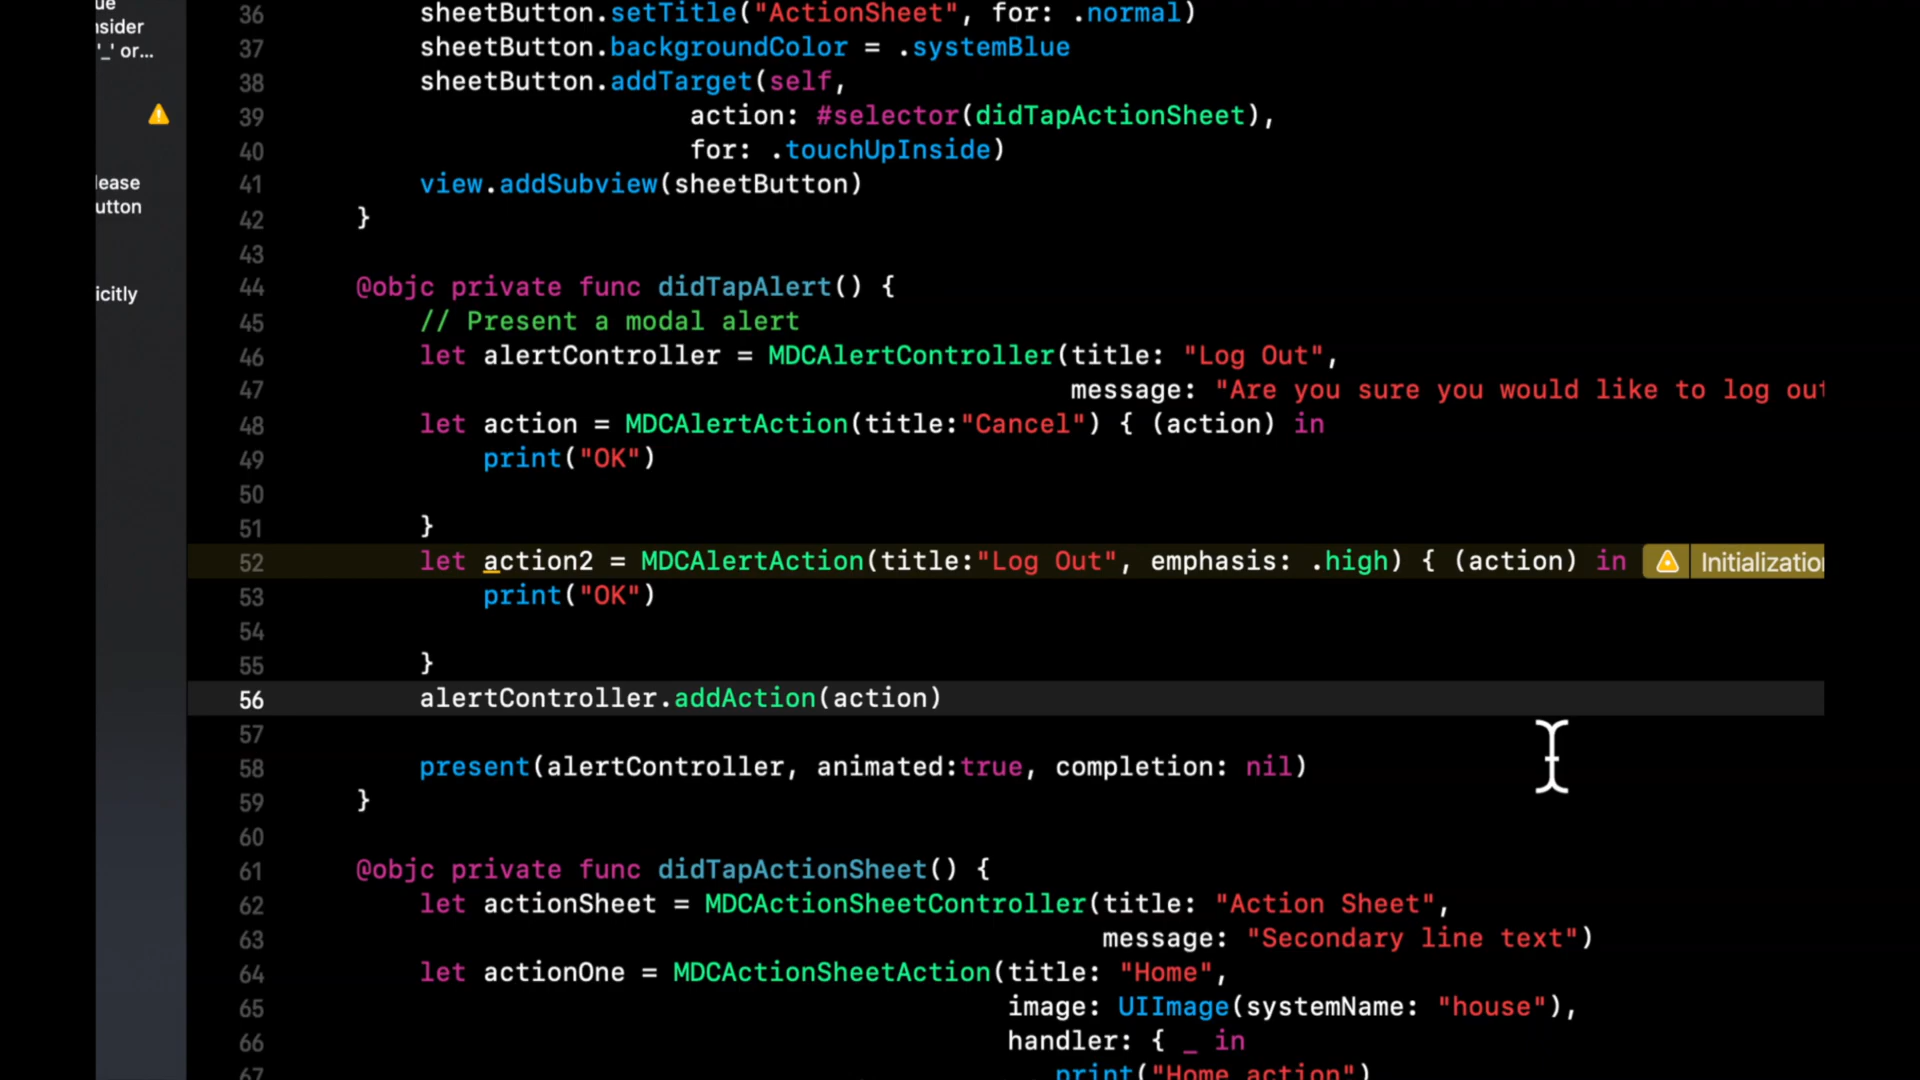 ue
nsider
'_' or...
lease
utton
icitly
36 sheetButton.setTitle("ActionSheet", for: .normal)
37 sheetButton.backgroundColor = .systemBlue
38 sheetButton.addTarget(self,
39 action: #selector(didTapActionSheet),
40 for: .touchUpInside)
41 view.addSubview(sheetButton)
42 }
43
44 @objc private func didTapAlert() {
45 // Present a modal alert
46 let alertController = MDCAlertController(title: "Log Out",
47 message: "Are you sure you would like to log out
48 let action = MDCAlertAction(title:"Cancel") { (action) in
49 print("OK")
50
51 }
52 let action2 = MDCAlertAction(title:"Log Out", emphasis: .high) { (action) in Initialization
53 print("OK")
54
55 }
56 alertController.addAction(action)
57
58 present(alertController, animated:true, completion: nil)
59 }
60
61 @objc private func didTapActionSheet() {
62 let actionSheet = MDCActionSheetController(title: "Action Sheet",
63 message: "Secondary line text")
64 let actionOne = MDCActionSheetAction(title: "Home",
65 image: UIImage(systemName: "house"),
66 handler: { _ in
67 print("Home action")